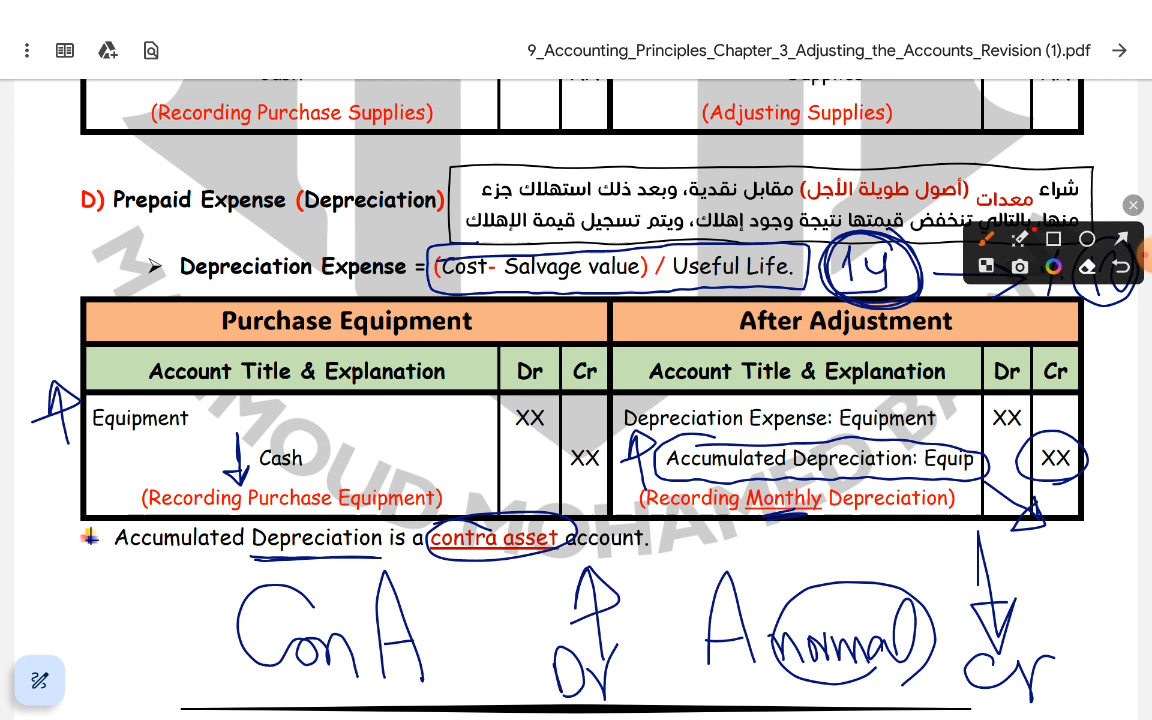 9_Accounting_Principles_Chapter_3_Adjusting_the_Accounts_Revision (1).pdf
(Recording Purchase Supplies)
(Adjusting Supplies)
D) Prepaid Expense (Depreciation)
شراء معدات (أصول طويلة الأجل) مقابل نقدية، وبعد ذلك استهلاك جزء
منها، بالتالي تنخفض قيمتها نتيجة وجود إهلاك، ويتم تسجيل قيمة الإهلاك
Depreciation Expense = (Cost- Salvage value) / Useful Life.
1y
Purchase Equipment
After Adjustment
Account Title & Explanation Dr Cr
Account Title & Explanation Dr Cr
Equipment XX
Depreciation Expense: Equipment XX
Cash XX
Accumulated Depreciation: Equip XX
(Recording Purchase Equipment)
(Recording Monthly Depreciation)
Accumulated Depreciation is a contra asset account.
Con A Dr A normal Cr
MOHAMED